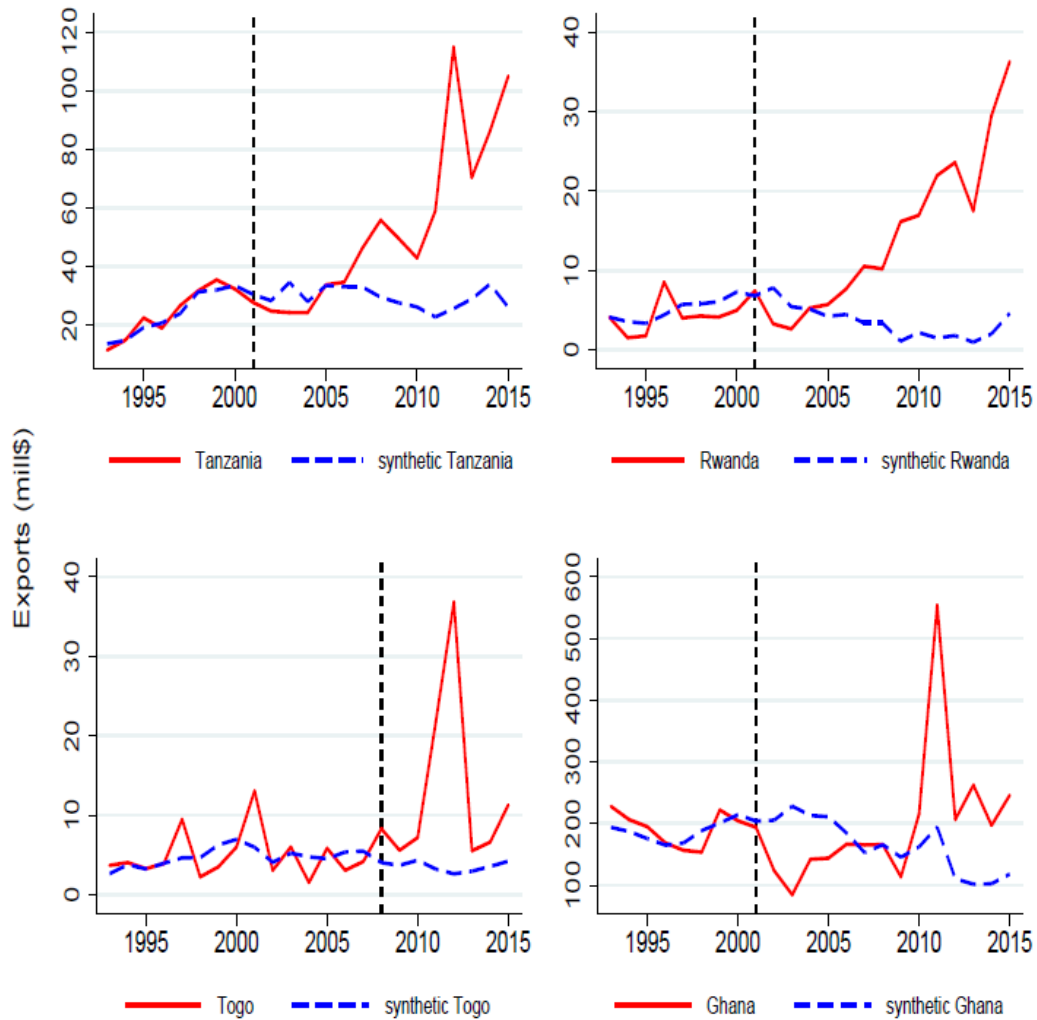 Exports (mill$)
120
100
80
60
40
20
1995 2000 2005 2010 2015
Tanzania synthetic Tanzania
40
30
20
10
0
1995 2000 2005 2010 2015
Rwanda synthetic Rwanda
40
30
20
10
0
1995 2000 2005 2010 2015
Togo synthetic Togo
600
500
400
300
200
100
1995 2000 2005 2010 2015
Ghana synthetic Ghana